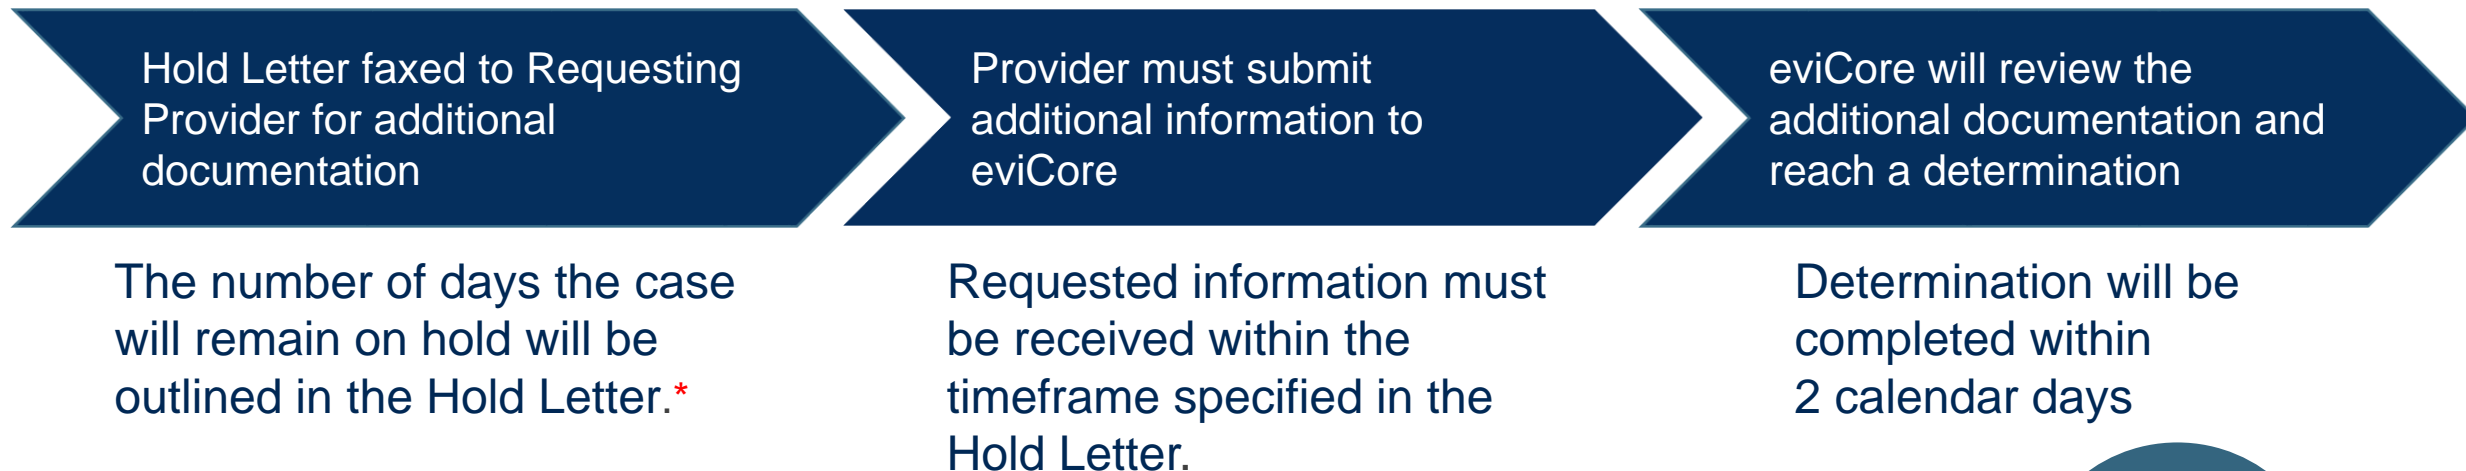 Hold Letter faxed to Requesting
Provider for additional
documentation
Provider must submit
additional information to
eviCore
eviCore will review the
additional documentation and
reach a determination
The number of days the case
will remain on hold will be
outlined in the Hold Letter.*
Requested information must
be received within the
timeframe specified in the
Hold Letter.
Determination will be
completed within
2 calendar days